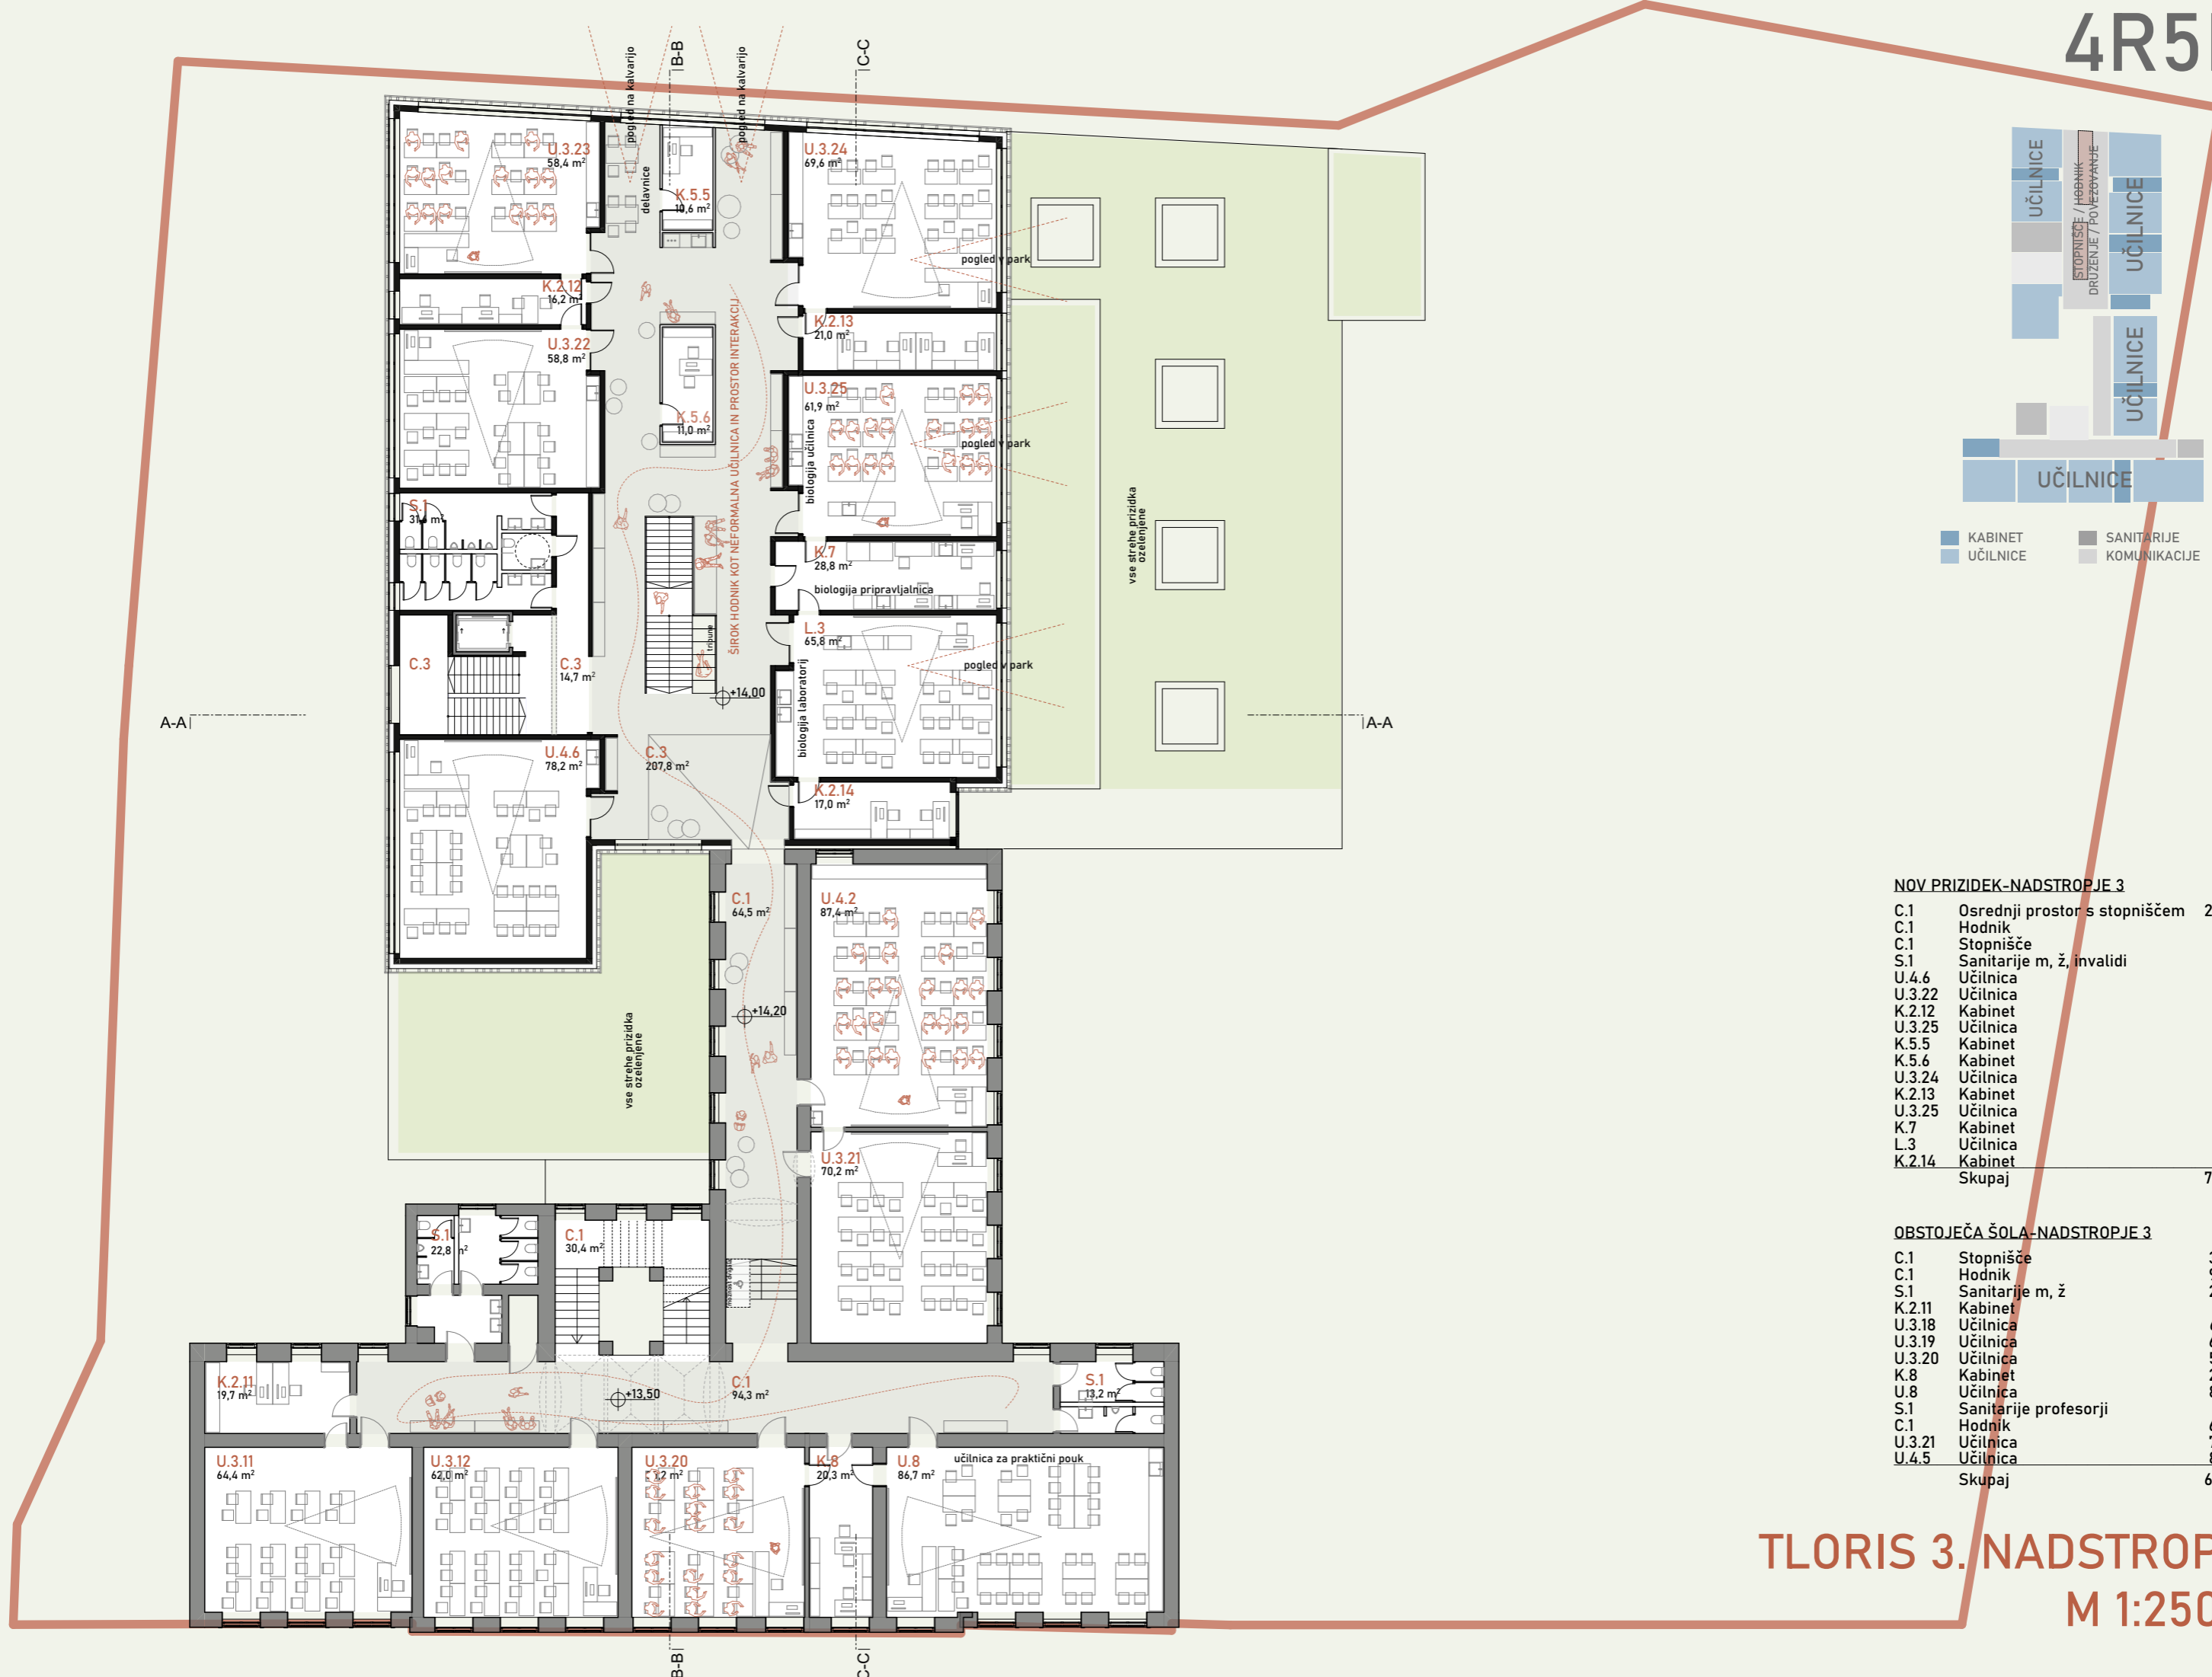 4R5
pogled na kalvarijo
B-B
pogled na kalvarijo
C-C
U.3.23
58,4 m²
delavnice
K.5.5
10,6 m²
U.3.24
69,6 m²
pogled v park
K.2.12
16,2 m²
K.2.13
21,0 m²
U.3.22
58,8 m²
K.5.6
11,0 m²
ŠIROK HODNIK KOT NEFORMALNA UČILNICA IN PROSTOR INTERAKCIJ
U.3.25
61,9 m²
biologija učilnica
pogled v park
S.1
K.7
28,8 m²
biologija pripravljalnica
vse strehe prizidka
ozelenjene
L.3
65,8 m²
biologija laboratorij
pogled v park
tribune
C.3
C.3
14,7 m²
+14,00
A-A
A-A
U.4.6
78,2 m²
C.3
207,8 m²
K.2.14
17,0 m²
C.1
64,5 m²
U.4.2
87,4 m²
+14,20
vse strehe prizidka
ozelenjene
U.3.21
70,2 m²
S.1
22,8 m²
C.1
30,4 m²
K.2.11
19,7 m²
+13,50
C.1
94,3 m²
S.1
13,2 m²
U.3.11
64,4 m²
U.3.12
62,0 m²
U.3.20
K.8
20,3 m²
U.8
86,7 m²
učilnica za praktični pouk
B-B
C-C
UČILNICE
STOPNIŠČE / HODNIK
DRUŽENJE / POVEZOVANJE
UČILNICE
UČILNICE
UČILNICE
KABINET
SANITARIJE
UČILNICE
KOMUNIKACIJE
NOV PRIZIDEK-NADSTROPJE 3
C.1 Osrednji prostor s stopniščem 2
C.1 Hodnik
C.1 Stopnišče
S.1 Sanitarije m, ž, invalidi
U.4.6 Učilnica
U.3.22 Učilnica
K.2.12 Kabinet
U.3.25 Učilnica
K.5.5 Kabinet
K.5.6 Kabinet
U.3.24 Učilnica
K.2.13 Kabinet
U.3.25 Učilnica
K.7 Kabinet
L.3 Učilnica
K.2.14 Kabinet
Skupaj 7
OBSTOJEČA ŠOLA-NADSTROPJE 3
C.1 Stopnišče
C.1 Hodnik
S.1 Sanitarije m, ž
K.2.11 Kabinet
U.3.18 Učilnica
U.3.19 Učilnica
U.3.20 Učilnica
K.8 Kabinet
U.8 Učilnica
S.1 Sanitarije profesorji
C.1 Hodnik
U.3.21 Učilnica
U.4.5 Učilnica
Skupaj 6
TLORIS 3. NADSTROP
M 1:250